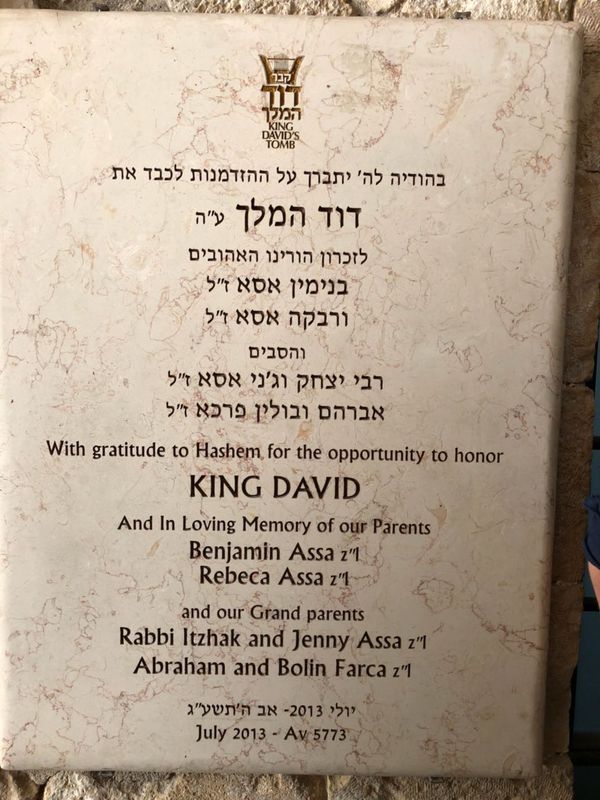 קבר
דוד
המלך
KING
DAVID'S
TOMB
בהודיה לה' יתברך על ההזדמנות לכבד את
דוד המלך ע"ה
לזכרון הורינו האהובים
בנימין אסא ז"ל
ורבקה אסא ז"ל
והסבים
רבי יצחק וג'ני אסא ז"ל
אברהם ובולין פרכא ז"ל
With gratitude to Hashem for the opportunity to honor
KING DAVID
And In Loving Memory of our Parents
Benjamin Assa z"l
Rebeca Assa z"l
and our Grand parents
Rabbi Itzhak and Jenny Assa z"l
Abraham and Bolin Farca z"l
יולי 2013- אב ה'תשע"ג
July 2013 - Av 5773